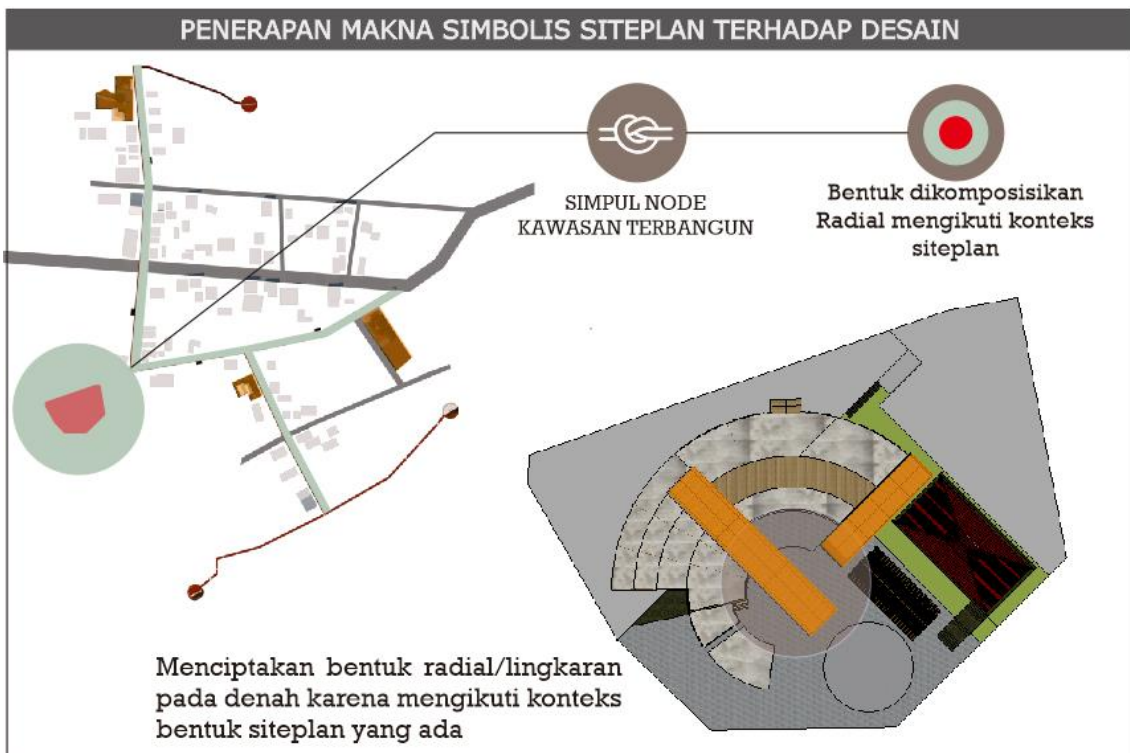 PENERAPAN MAKNA SIMBOLIS SITEPLAN TERHADAP DESAIN
SIMPUL NODE
KAWASAN TERBANGUN
Bentuk dikomposisikan
Radial mengikuti konteks
siteplan
Menciptakan bentuk radial/lingkaran
pada denah karena mengikuti konteks
bentuk siteplan yang ada